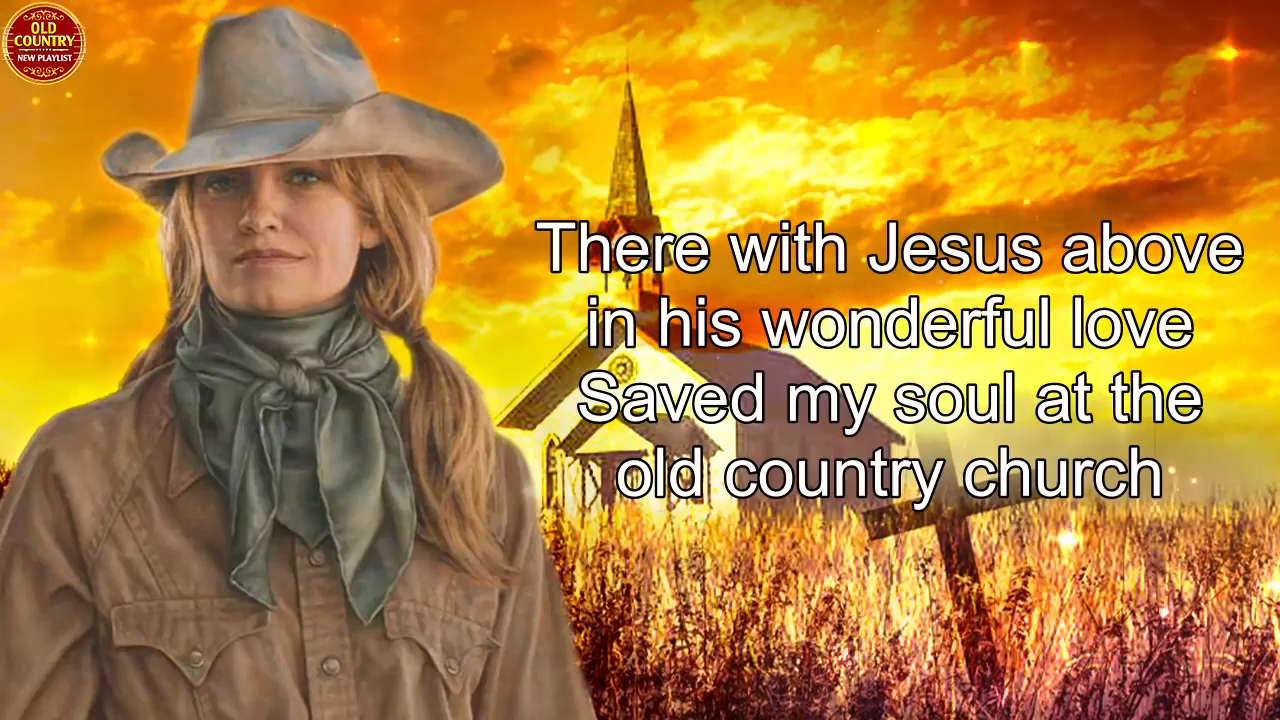 OLD
COUNTRY
NEW PLAYLIST
There with Jesus above
in his wonderful love
Saved my soul at the
old country church